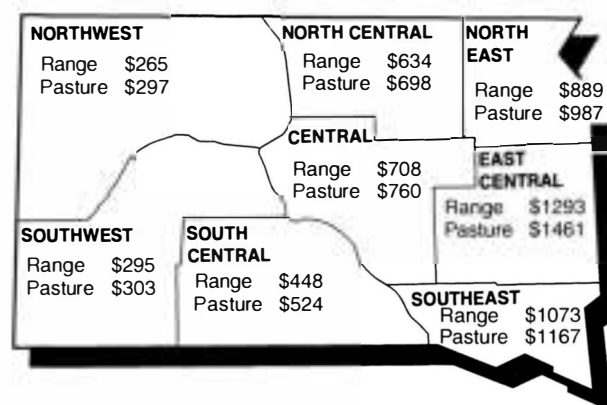 NORTHWEST
Range $265
Pasture $297
NORTH CENTRAL
Range $634
Pasture $698
NORTH
EAST
Range $889
Pasture $987
CENTRAL
Range $708
Pasture $760
EAST
CENTRAL
Range $1293
Pasture $1461
SOUTHWEST
Range $295
Pasture $303
SOUTH
CENTRAL
Range $448
Pasture $524
SOUTHEAST
Range $1073
Pasture $1167